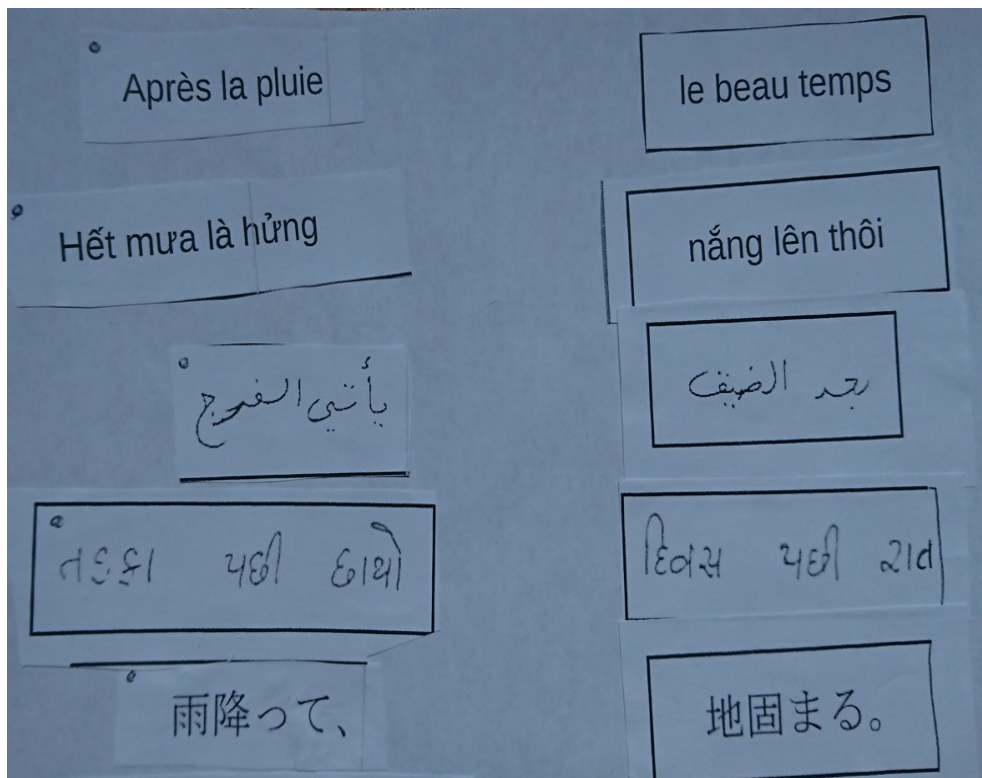 Après la pluie
le beau temps
Hết mưa là hửng
nắng lên thôi
يأتي الفرج
بعد الضيف
તડકા પછી છાયો
દિવસ પછી રાત
雨降って、
地固まる。